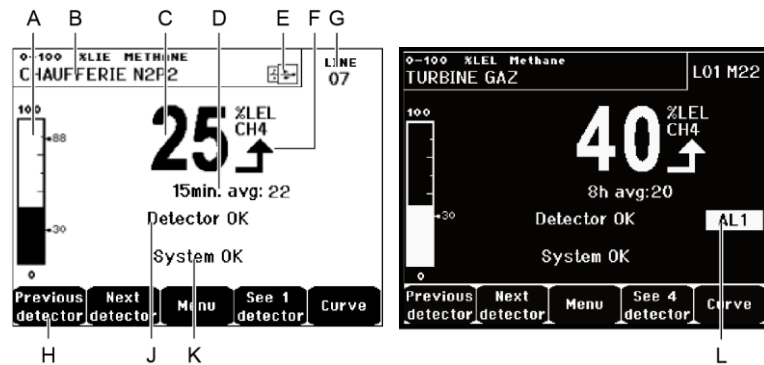 A B C D E F G
0-100 %LIE METHANE
CHAUFFERIE N2P2
LINE
07
100
88
30
0
25
%LEL
CH4
15min. avg: 22
Detector OK
System OK
Previous detector
Next detector
Menu
See 1 detector
Curve
H J K
0-100 %LEL Methane
TURBINE GAZ
L01 M22
100
30
0
40
%LEL
CH4
8h avg:20
Detector OK
AL1
System OK
Previous detector
Next detector
Menu
See 4 detector
Curve
L